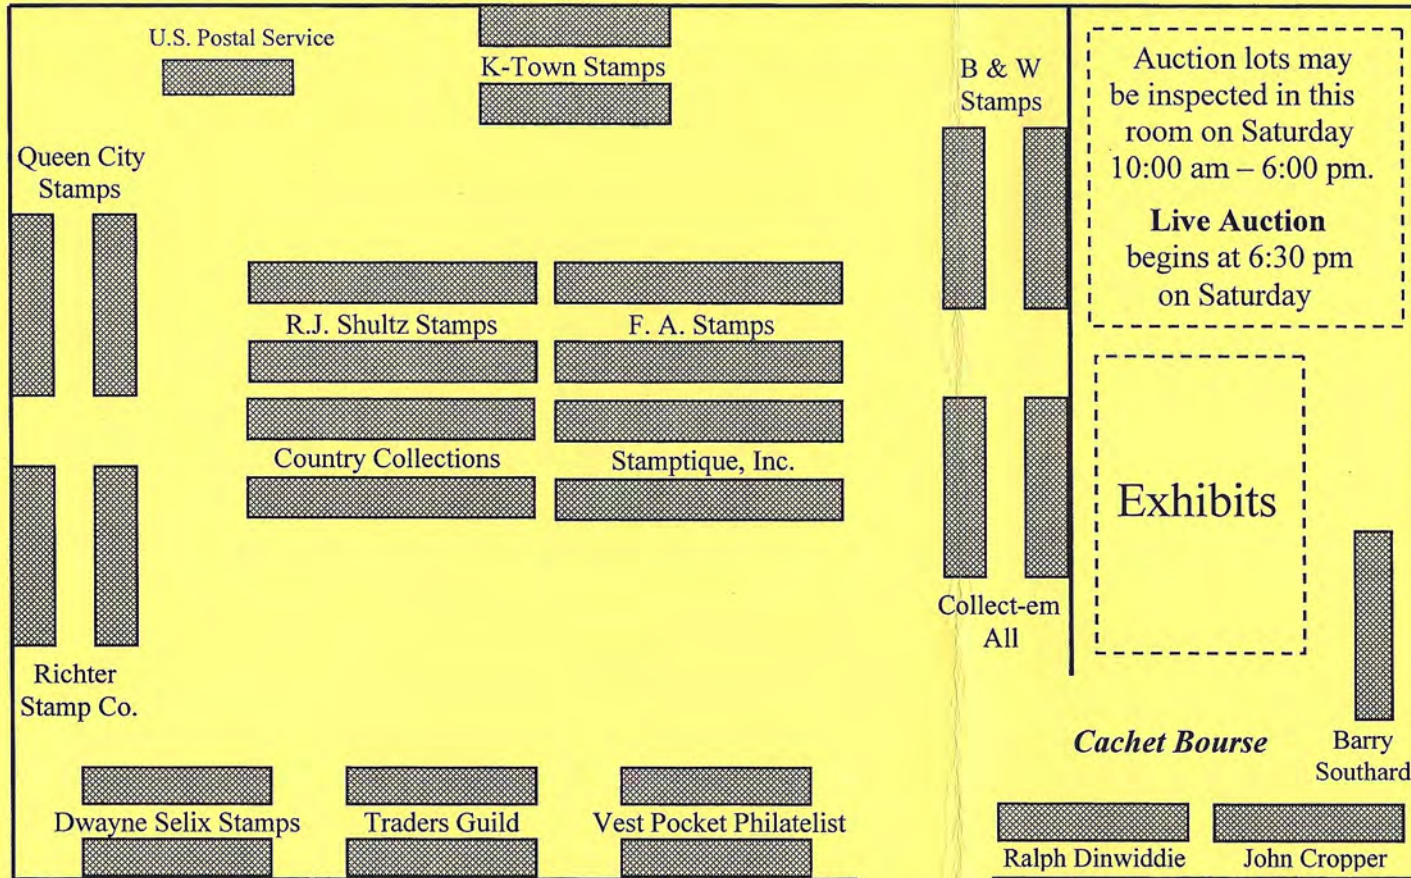 U.S. Postal Service
K-Town Stamps
B & W
Stamps
Auction lots may
be inspected in this
room on Saturday
10:00 am – 6:00 pm.
Live Auction
begins at 6:30 pm
on Saturday
Queen City
Stamps
R.J. Shultz Stamps
F. A. Stamps
Country Collections
Stamptique, Inc.
Exhibits
Collect-em
All
Richter
Stamp Co.
Cachet Bourse
Barry
Southard
Dwayne Selix Stamps
Traders Guild
Vest Pocket Philatelist
Ralph Dinwiddie
John Cropper